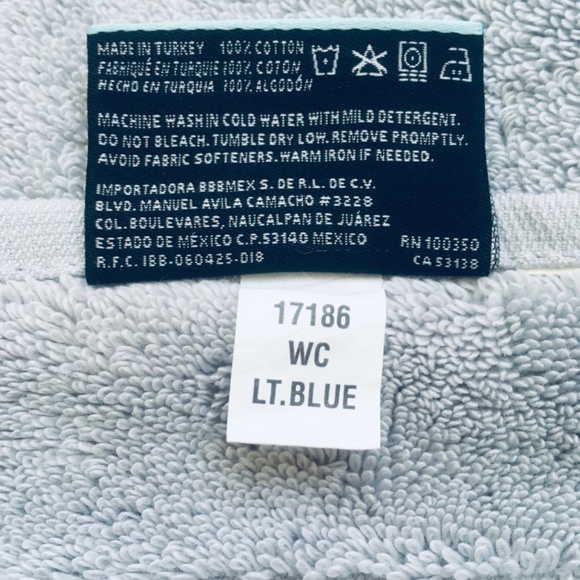 MADE IN TURKEY 100% COTTON
FABRIQUÉ EN TURQUIE 100% COTON
HECHO EN TURQUIA 100% ALGODÓN
MACHINE WASH IN COLD WATER WITH MILD DETERGENT.
DO NOT BLEACH. TUMBLE DRY LOW. REMOVE PROMPTLY.
AVOID FABRIC SOFTENERS. WARM IRON IF NEEDED.
IMPORTADORA BBBMEX S. DE R.L. DE C.V.
BLVD. MANUEL AVILA CAMACHO #3228
COL. BOULEVARES, NAUCALPAN DE JUÁREZ
ESTADO DE MÉXICO C.P. 53140 MEXICO RN 100350
R.F.C. IBB-060425-DI8 CA 53138
17186
WC
LT.BLUE